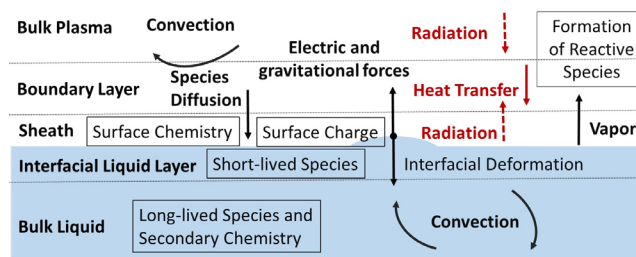 Bulk Plasma
Convection
Radiation
Formation
of Reactive
Species
Electric and
gravitational forces
Boundary Layer
Species
Diffusion
Heat Transfer
Sheath
Surface Chemistry
Surface Charge
Radiation
Vapor
Interfacial Liquid Layer
Short-lived Species
Interfacial Deformation
Bulk Liquid
Long-lived Species and
Secondary Chemistry
Convection